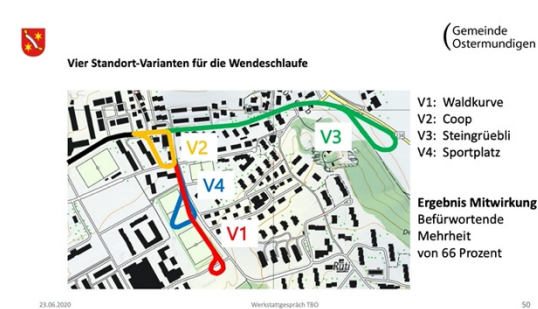 Gemeinde
Ostermundigen
Vier Standort-Varianten für die Wendeschlaufe
V1: Waldkurve
V2: Coop
V3: Steingrüebli
V4: Sportplatz
V3
V2
V4
V1
Rüti
Ergebnis Mitwirkung
Befürwortende
Mehrheit
von 66 Prozent
23.06.2020
Werkstattgespräch TBO
50